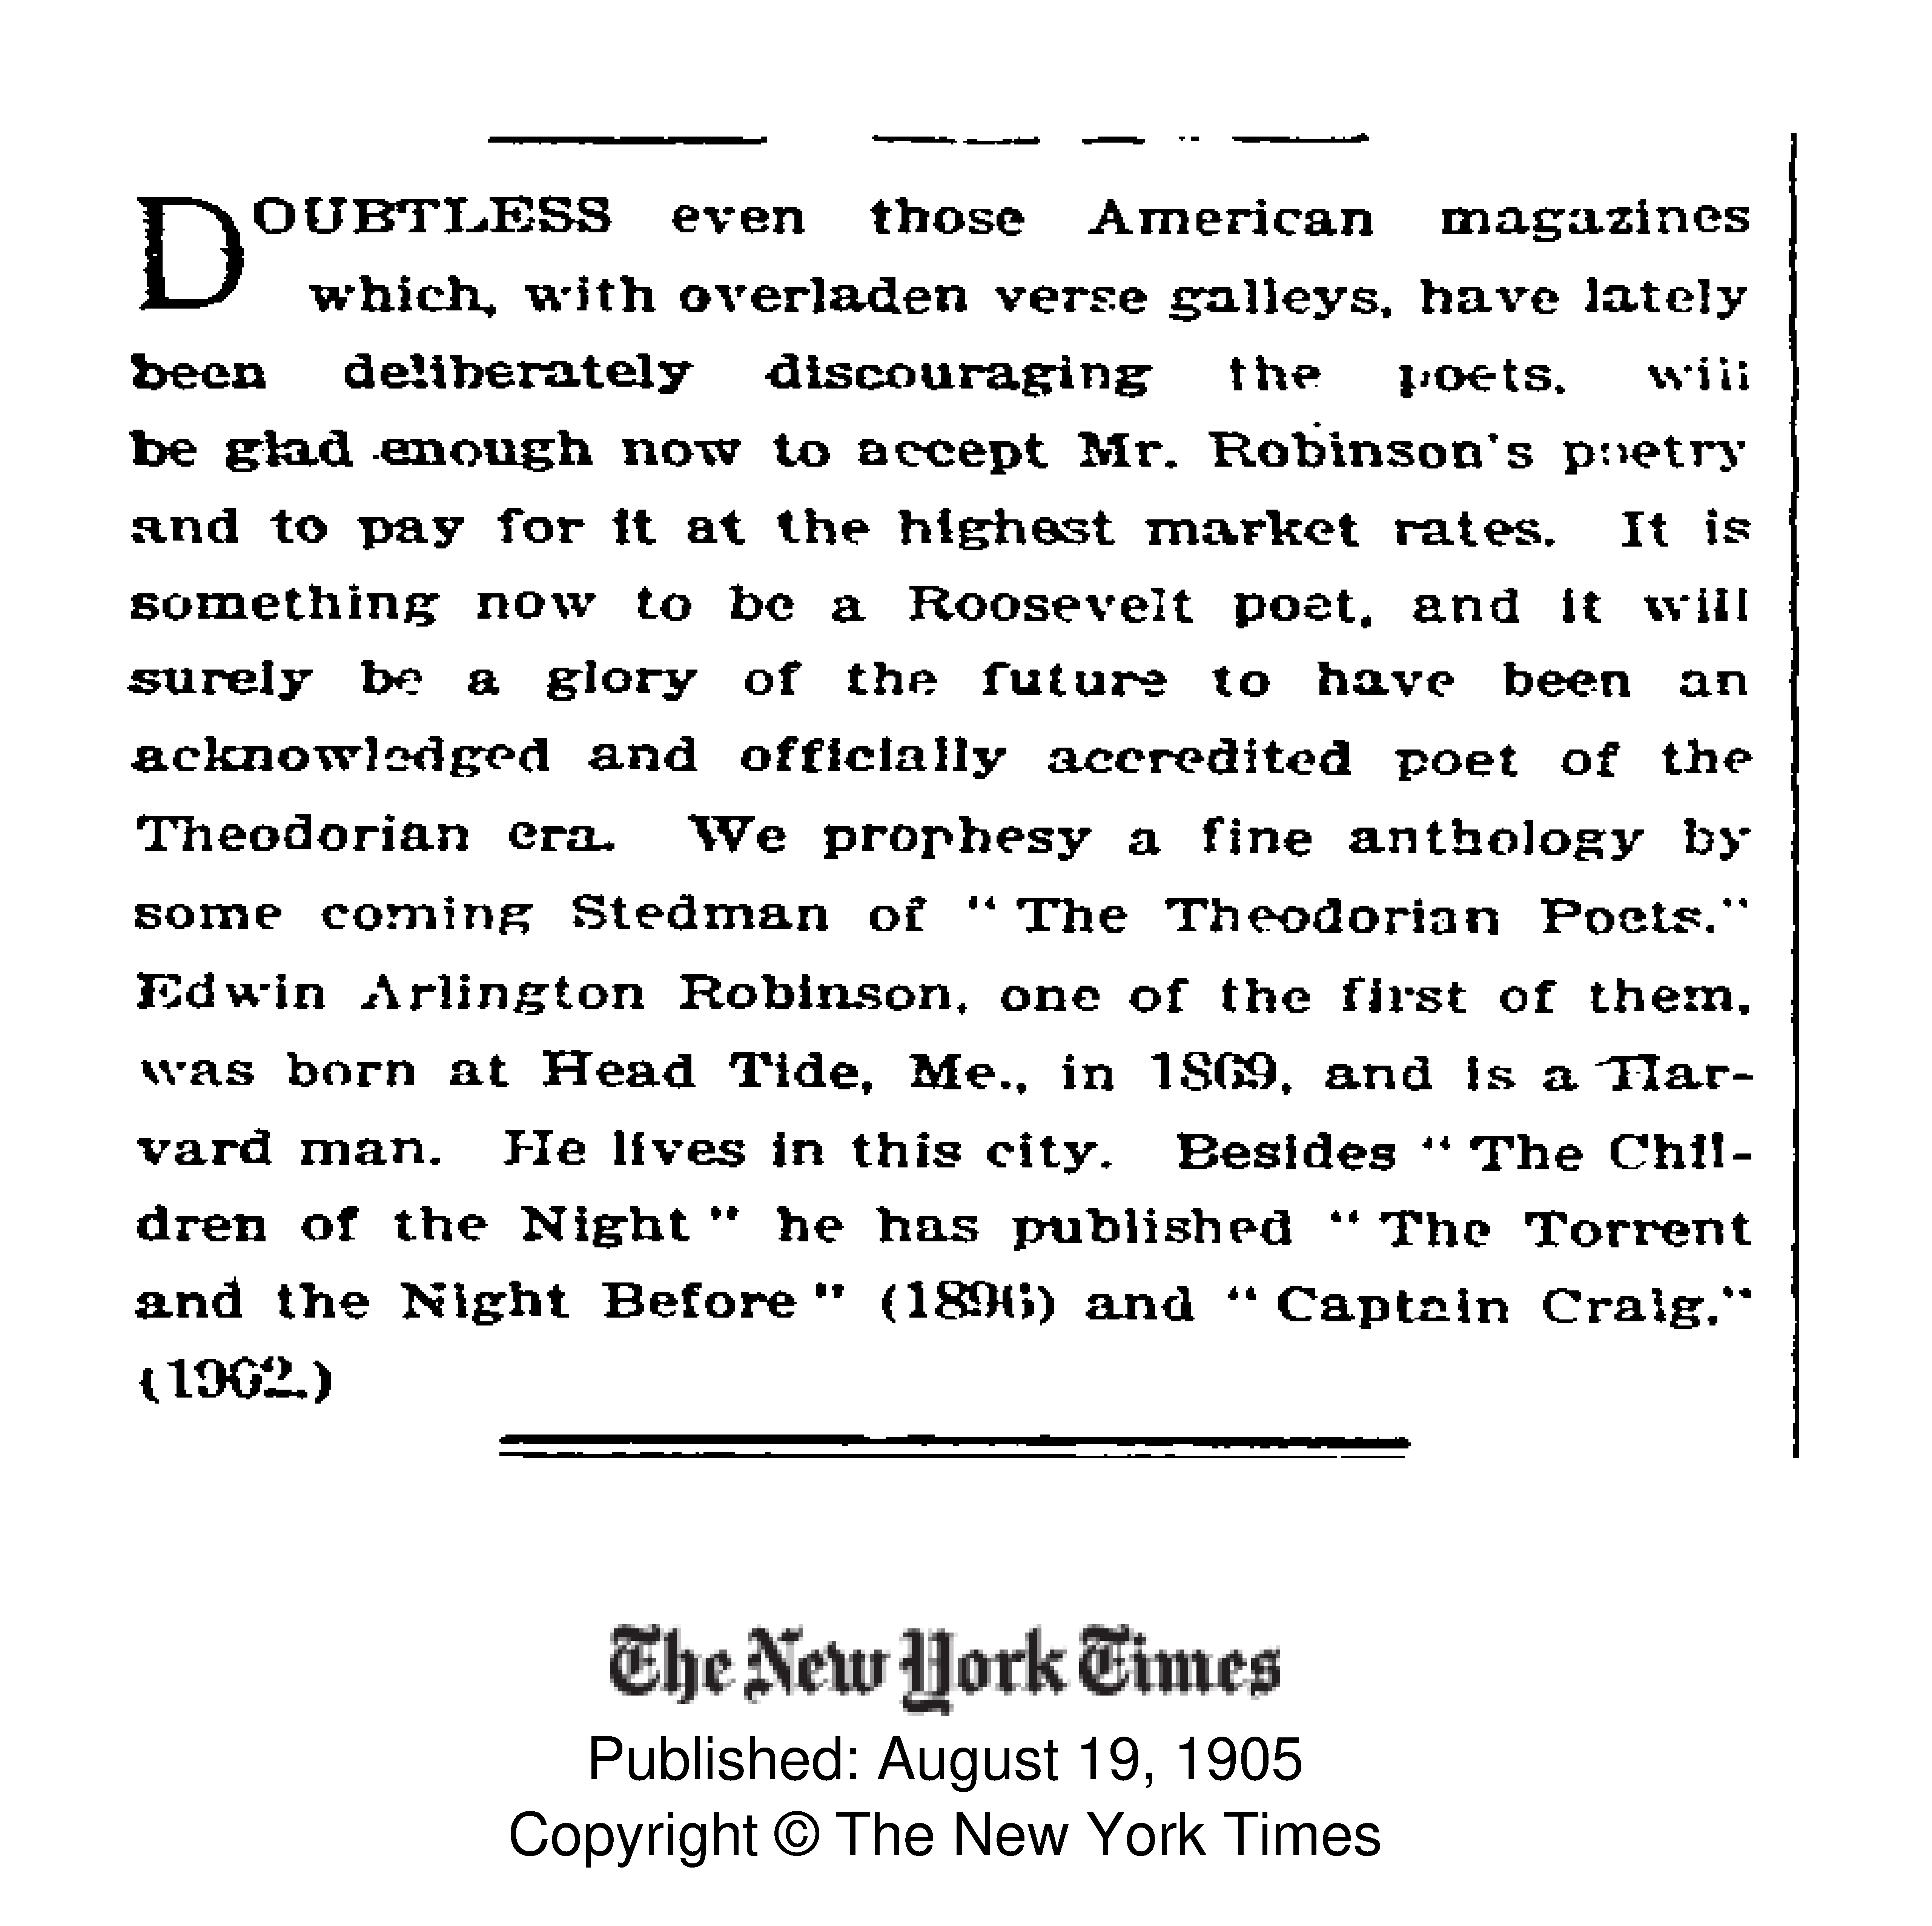 DOUBTLESS even those American magazines
which, with overladen verse galleys, have lately
been deliberately discouraging the poets, will
be glad enough now to accept Mr. Robinson's poetry
and to pay for it at the highest market rates. It is
something now to be a Roosevelt poet, and it will
surely be a glory of the future to have been an
acknowledged and officially accredited poet of the
Theodorian era. We prophesy a fine anthology by
some coming Stedman of "The Theodorian Poets."
Edwin Arlington Robinson, one of the first of them,
was born at Head Tide, Me., in 1869, and is a Har-
vard man. He lives in this city. Besides "The Chil-
dren of the Night" he has published "The Torrent
and the Night Before" (1896) and "Captain Craig,"
(1902.)
The New York Times
Published: August 19, 1905
Copyright © The New York Times